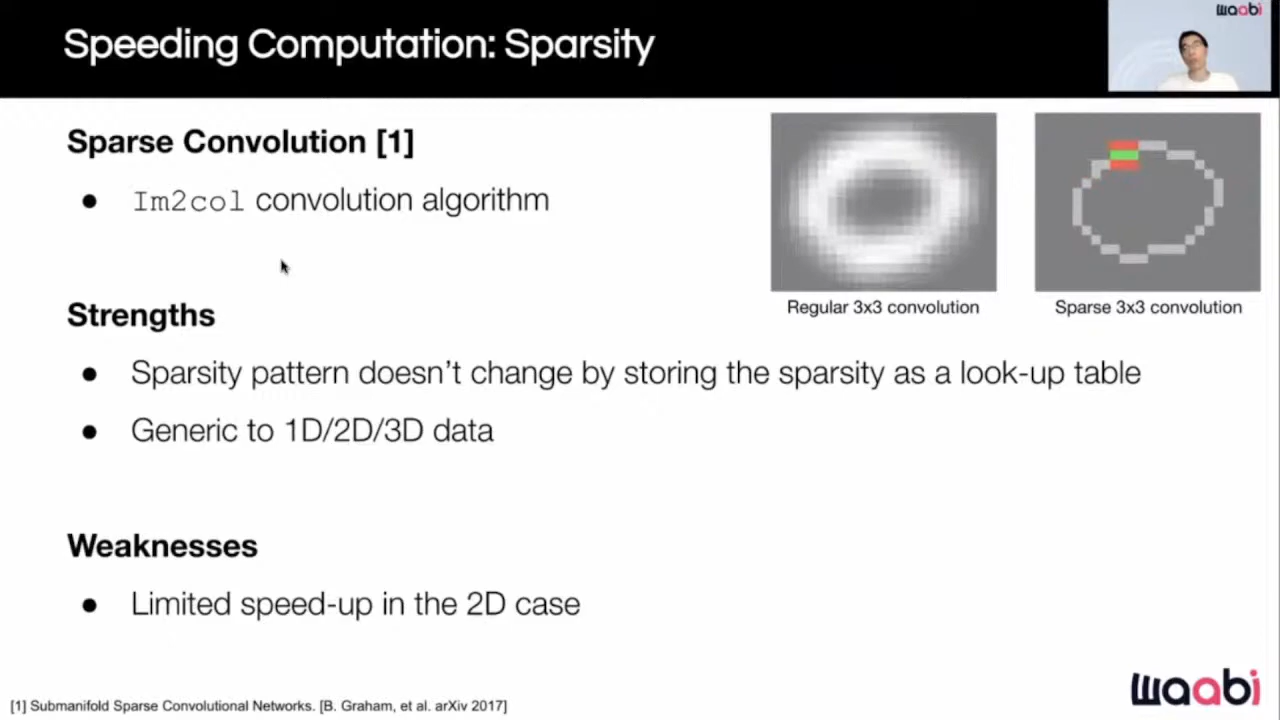 Speeding Computation: Sparsity
waabi
Sparse Convolution [1]
● Im2col convolution algorithm
Regular 3x3 convolution
Sparse 3x3 convolution
Strengths
● Sparsity pattern doesn't change by storing the sparsity as a look-up table
● Generic to 1D/2D/3D data
Weaknesses
● Limited speed-up in the 2D case
waabi
[1] Submanifold Sparse Convolutional Networks. [B. Graham, et al. arXiv 2017]